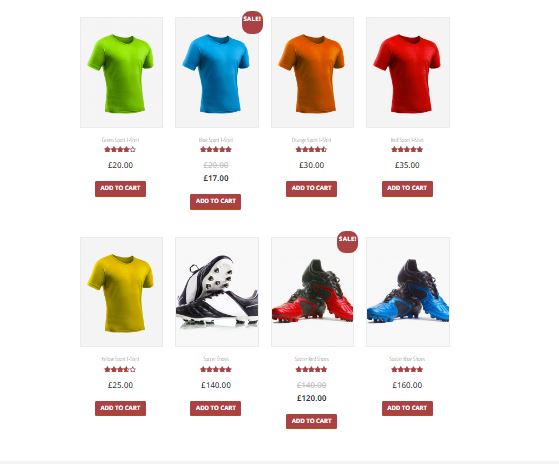 SALE!
Green Sport T-Shirt
Blue Sport T-Shirt
Orange Sport T-Shirt
Red Sport T-Shirt
£20.00
£20.00
£30.00
£35.00
£17.00
ADD TO CART
ADD TO CART
ADD TO CART
ADD TO CART
SALE!
Yellow Sport T-Shirt
Soccer Shoes
Soccer Red Shoes
Soccer Blue Shoes
£25.00
£140.00
£140.00
£160.00
£120.00
ADD TO CART
ADD TO CART
ADD TO CART
ADD TO CART